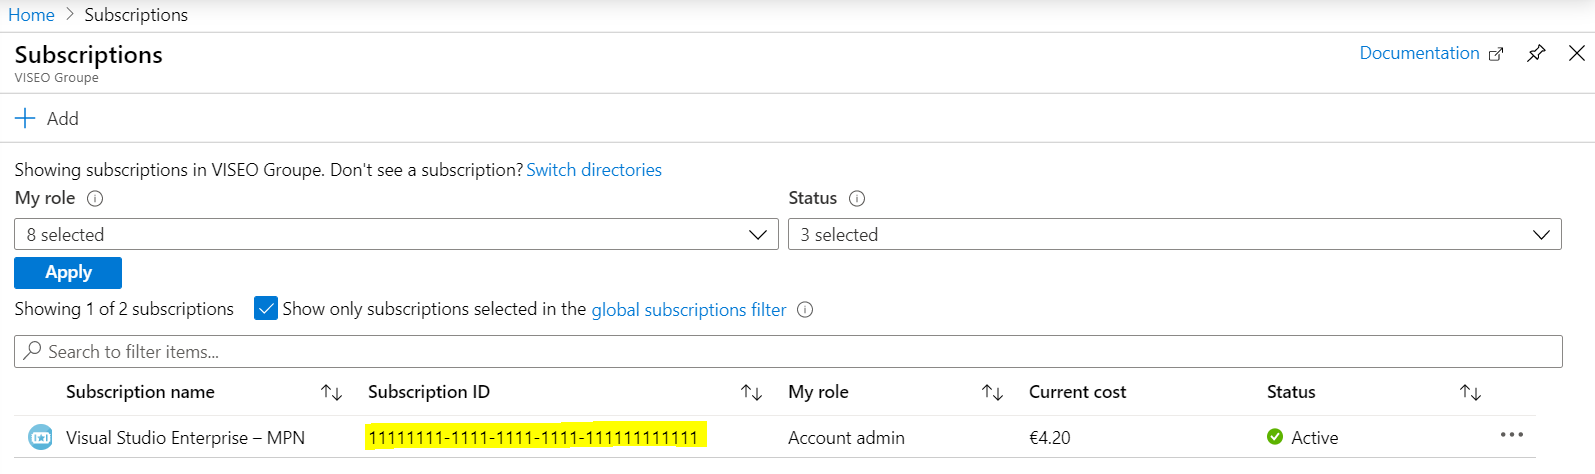 Home > Subscriptions
Subscriptions
VISEO Groupe
Documentation
+ Add
Showing subscriptions in VISEO Groupe. Don't see a subscription? Switch directories
My role Status
8 selected 3 selected
Apply
Showing 1 of 2 subscriptions Show only subscriptions selected in the global subscriptions filter
Search to filter items...
Subscription name Subscription ID My role Current cost Status
Visual Studio Enterprise – MPN 11111111-1111-1111-1111-111111111111 Account admin €4.20 Active ...